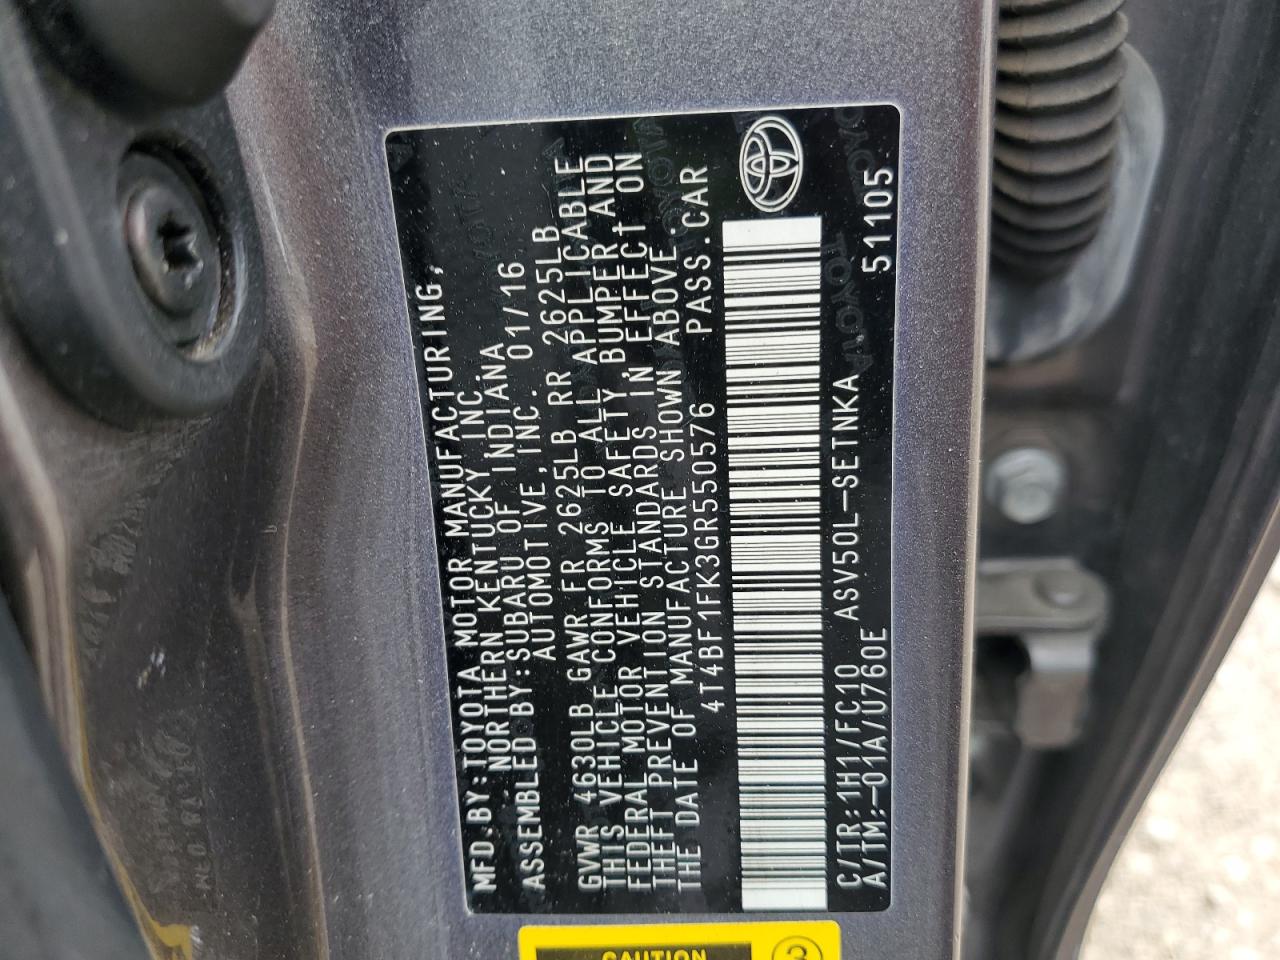 MFD.BY:TOYOTA MOTOR MANUFACTURING,
NORTHERN KENTUCKY INC.
ASSEMBLED BY:SUBARU OF INDIANA
AUTOMOTIVE, INC. 01/16
GVWR 4630LB GAWR FR 2625LB RR 2625LB
THIS VEHICLE CONFORMS TO ALL APPLICABLE
FEDERAL MOTOR VEHICLE SAFETY, BUMPER AND
THEFT PREVENTION STANDARDS IN EFFECT ON
THE DATE OF MANUFACTURE SHOWN ABOVE.
4T4BF1FK3GR550576 PASS.CAR
C/TR:1H1/FC10 ASV50L-SETNKA
A/TM:-01A/U760E 51105
TOYOTA
CAUTION
3